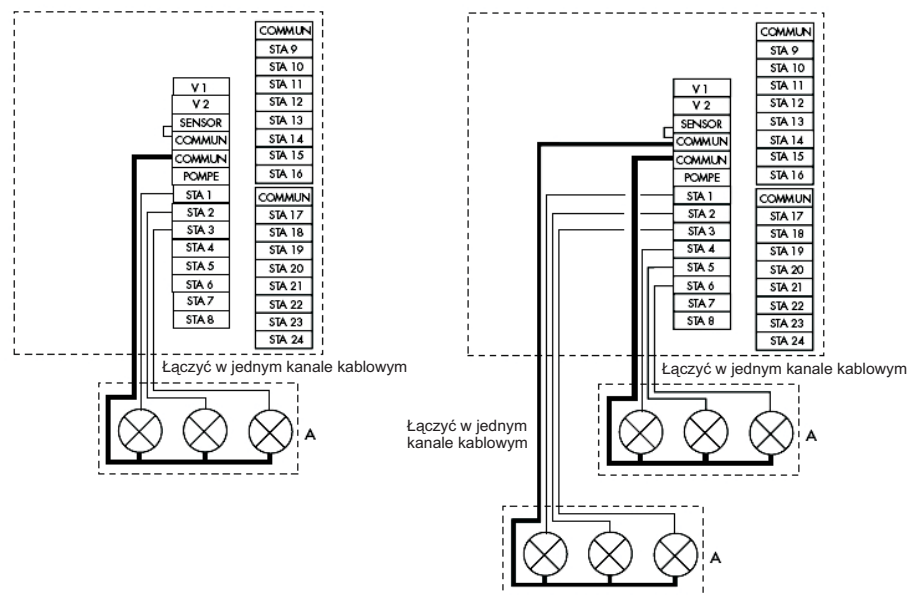 COMMUN
STA 9
STA 10
STA 11
STA 12
STA 13
STA 14
STA 15
STA 16
COMMUN
STA 17
STA 18
STA 19
STA 20
STA 21
STA 22
STA 23
STA 24
V 1
V 2
SENSOR
COMMUN
COMMUN
POMPE
STA 1
STA 2
STA 3
STA 4
STA 5
STA 6
STA 7
STA 8
Łączyć w jednym kanale kablowym
A
COMMUN
STA 9
STA 10
STA 11
STA 12
STA 13
STA 14
STA 15
STA 16
COMMUN
STA 17
STA 18
STA 19
STA 20
STA 21
STA 22
STA 23
STA 24
V 1
V 2
SENSOR
COMMUN
COMMUN
POMPE
STA 1
STA 2
STA 3
STA 4
STA 5
STA 6
STA 7
STA 8
Łączyć w jednym kanale kablowym
A
Łączyć w jednym
kanale kablowym
A